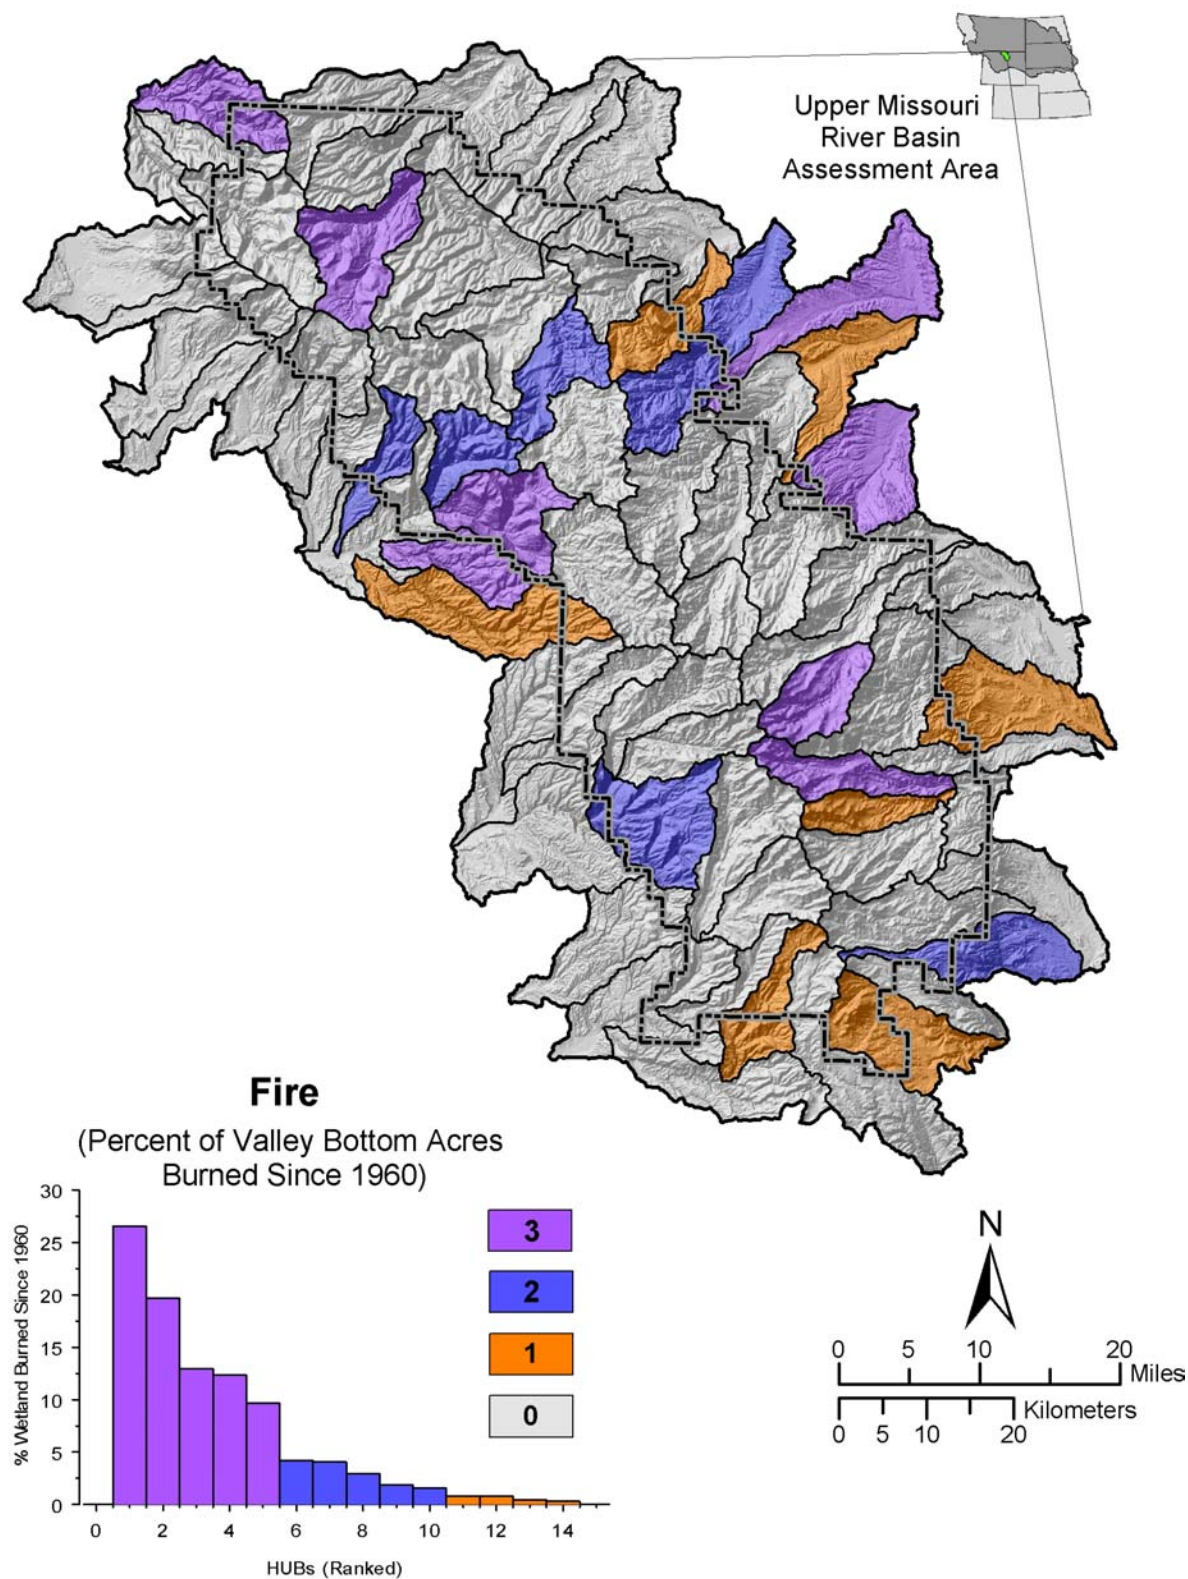 Upper Missouri
River Basin
Assessment Area
Fire
(Percent of Valley Bottom Acres
Burned Since 1960)
30
25
20
15
10
5
0
% Wetland Burned Since 1960
0 2 4 6 8 10 12 14
HUBs (Ranked)
3
2
1
0
N
0 5 10 20
Miles
Kilometers
0 5 10 20